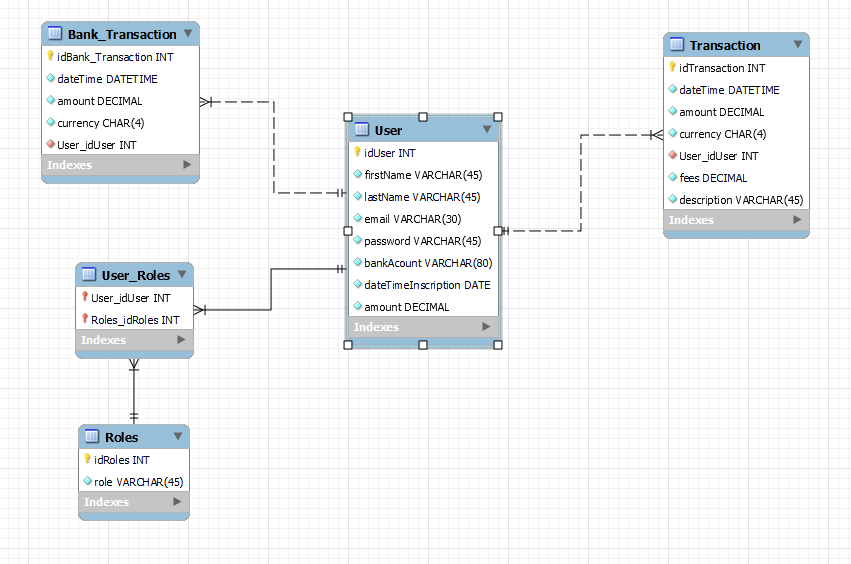 Bank_Transaction
idBank_Transaction INT
dateTime DATETIME
amount DECIMAL
currency CHAR(4)
User_idUser INT
Indexes
User
idUser INT
firstName VARCHAR(45)
lastName VARCHAR(45)
email VARCHAR(30)
password VARCHAR(45)
bankAcount VARCHAR(80)
dateTimeInscription DATE
amount DECIMAL
Indexes
Transaction
idTransaction INT
dateTime DATETIME
amount DECIMAL
currency CHAR(4)
User_idUser INT
fees DECIMAL
description VARCHAR(45)
Indexes
User_Roles
User_idUser INT
Roles_idRoles INT
Indexes
Roles
idRoles INT
role VARCHAR(45)
Indexes